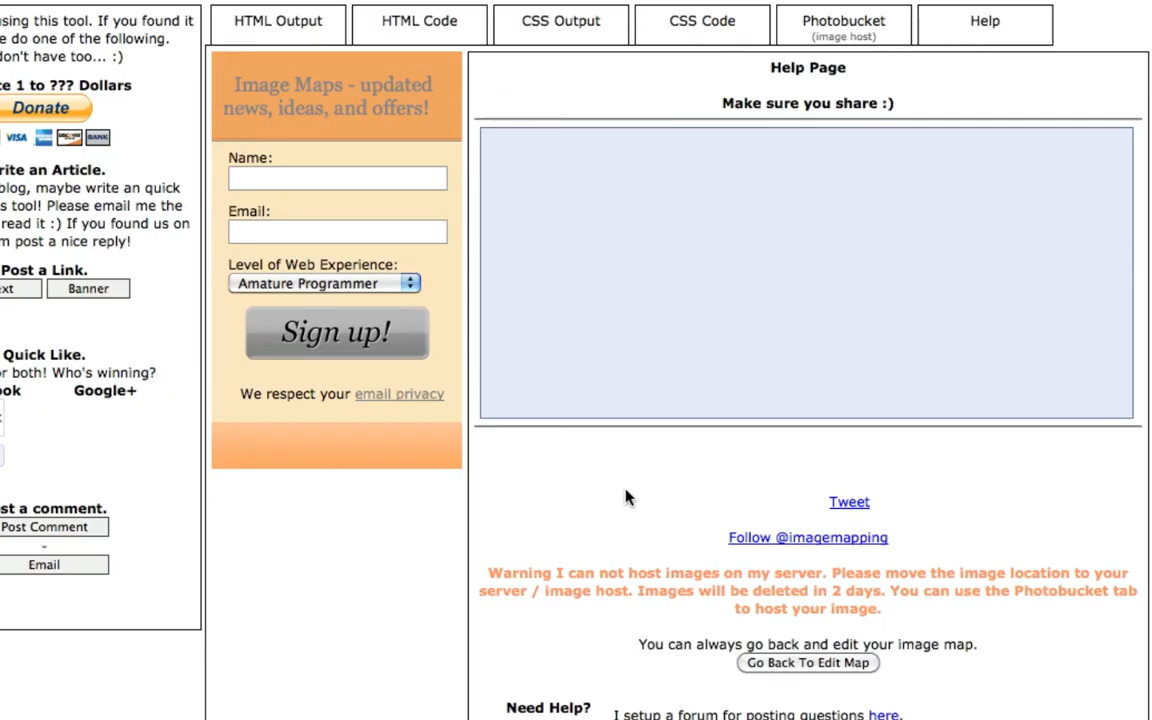 using this tool. If you found it
e do one of the following.
don't have too... :)
te 1 to ??? Dollars
Donate
VISA
BANK
rite an Article.
blog, maybe write an quick
s tool! Please email me the
read it :) If you found us on
m post a nice reply!
Post a Link.
ext
Banner
Quick Like.
or both! Who's winning?
ook Google+
st a comment.
Post Comment
-
Email
HTML Output
HTML Code
CSS Output
CSS Code
Photobucket
(image host)
Help
Image Maps - updated
news, ideas, and offers!
Name:
Email:
Level of Web Experience:
Amature Programmer
Sign up!
We respect your email privacy
Help Page
Make sure you share :)
Tweet
Follow @imagemapping
Warning I can not host images on my server. Please move the image location to your
server / image host. Images will be deleted in 2 days. You can use the Photobucket tab
to host your image.
You can always go back and edit your image map.
Go Back To Edit Map
Need Help?
I setup a forum for posting questions here.